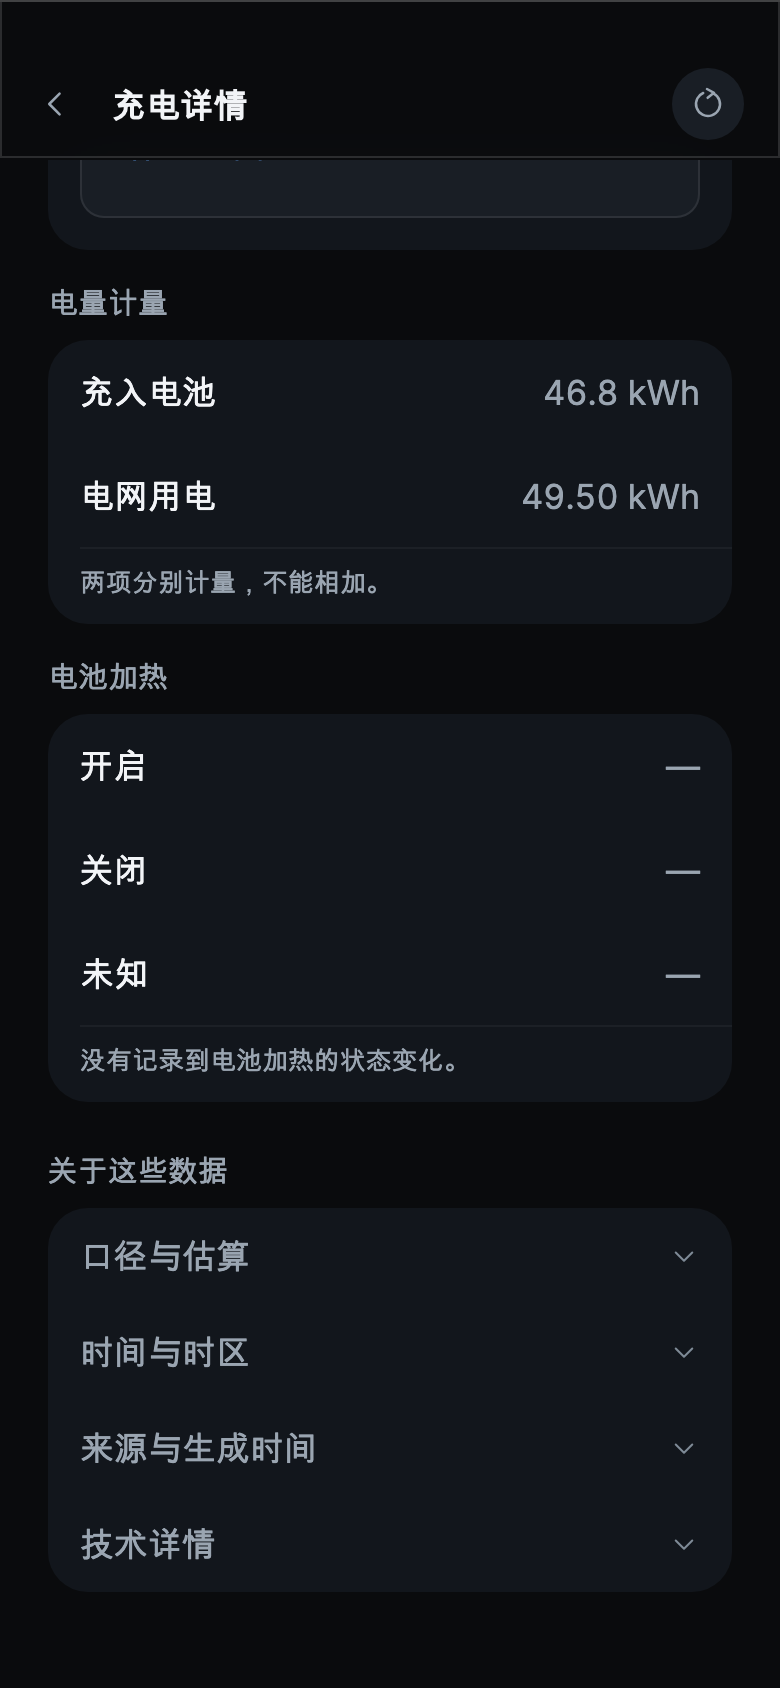 充电详情
电量计量
充入电池 46.8 kWh
电网用电 49.50 kWh
两项分别计量，不能相加。
电池加热
开启 —
关闭 —
未知 —
没有记录到电池加热的状态变化。
关于这些数据
口径与估算
时间与时区
来源与生成时间
技术详情